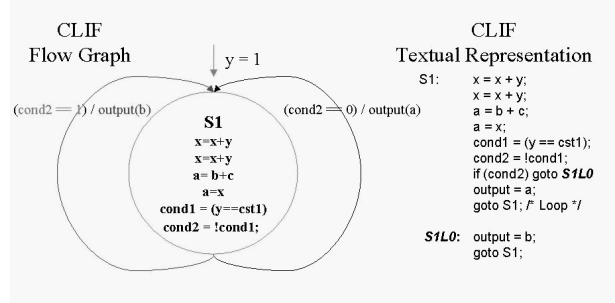 CLIF
Flow Graph
y = 1
(cond2 == 1) / output(b)
(cond2 == 0) / output(a)
S1
x=x+y
x=x+y
a= b+c
a=x
cond1 = (y==cst1)
cond2 = !cond1;
CLIF
Textual Representation
S1: x = x + y;
x = x + y;
a = b + c;
a = x;
cond1 = (y == cst1);
cond2 = !cond1;
if (cond2) goto S1L0
output = a;
goto S1; /* Loop */
S1L0: output = b;
goto S1;